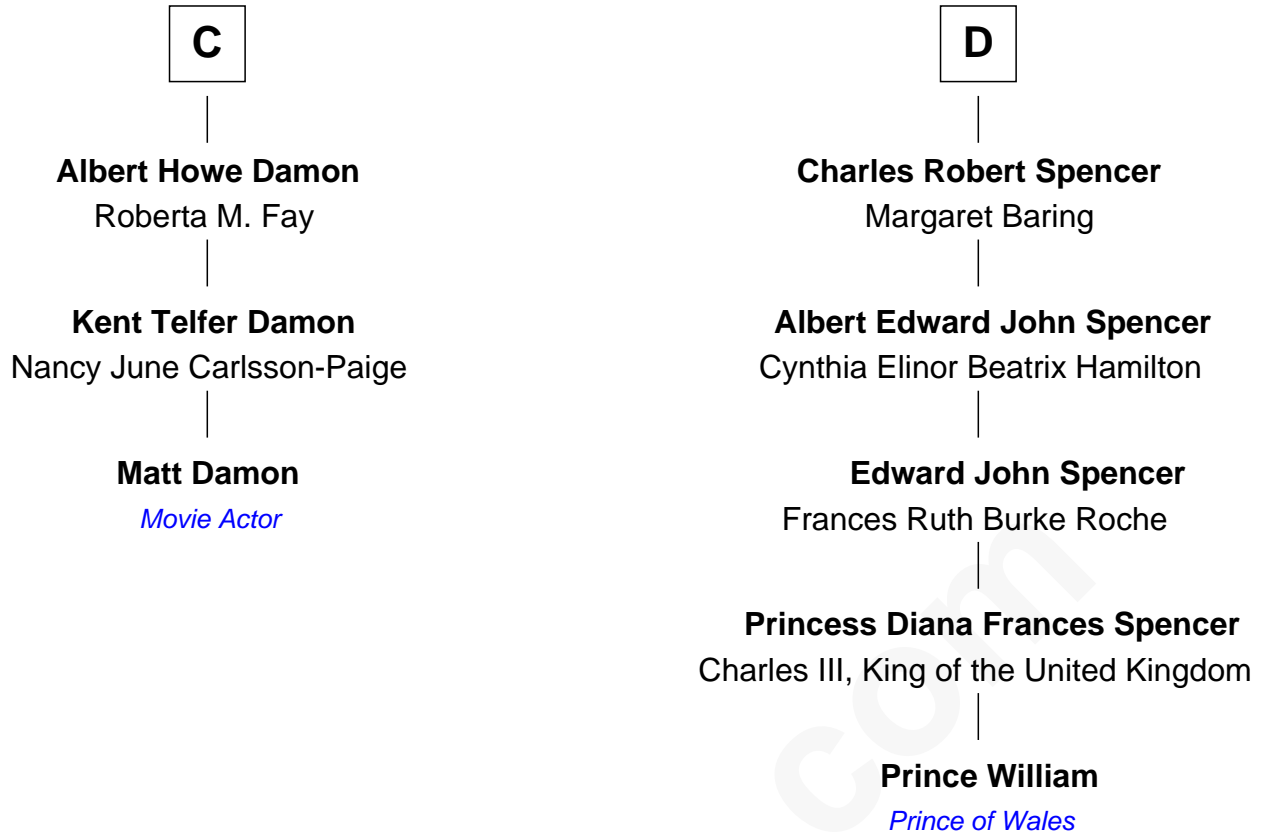 C
Albert Howe Damon
Roberta M. Fay
Kent Telfer Damon
Nancy June Carlsson-Paige
Matt Damon
Movie Actor
D
Charles Robert Spencer
Margaret Baring
Albert Edward John Spencer
Cynthia Elinor Beatrix Hamilton
Edward John Spencer
Frances Ruth Burke Roche
Princess Diana Frances Spencer
Charles III, King of the United Kingdom
Prince William
Prince of Wales
com